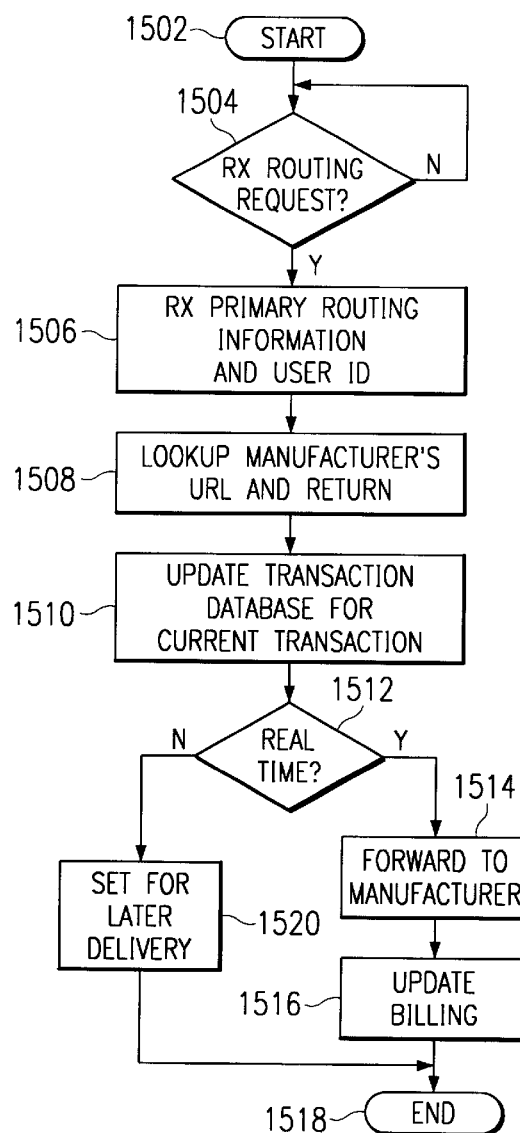 1502
START
1504
RX ROUTING
REQUEST?
N
Y
1506
RX PRIMARY ROUTING
INFORMATION
AND USER ID
1508
LOOKUP MANUFACTURER'S
URL AND RETURN
1510
UPDATE TRANSACTION
DATABASE FOR
CURRENT TRANSACTION
1512
N
REAL
TIME?
Y
1514
FORWARD TO
MANUFACTURER
SET FOR
LATER
DELIVERY
1520
1516
UPDATE
BILLING
1518
END